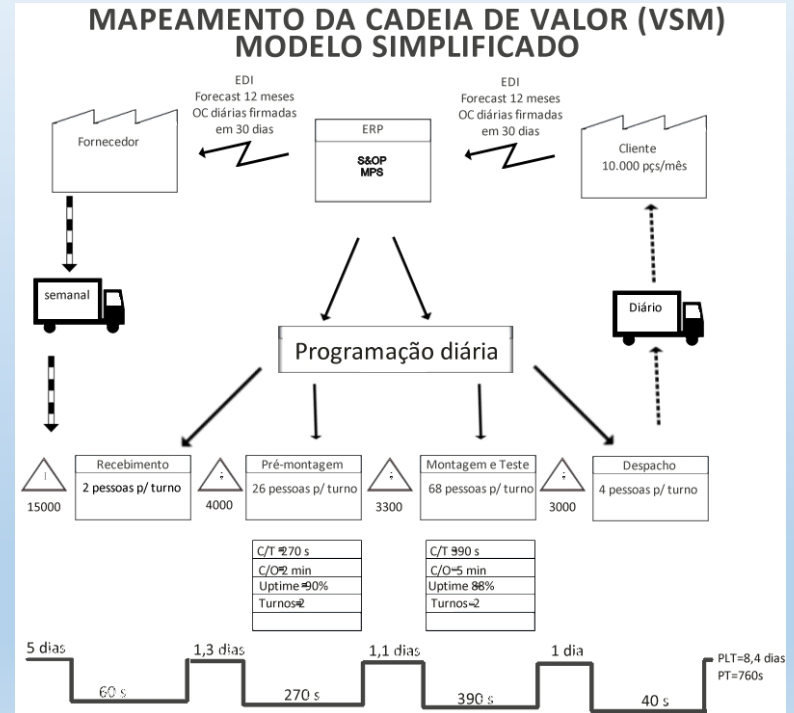 MAPEAMENTO DA CADEIA DE VALOR (VSM)
MODELO SIMPLIFICADO
EDI
Forecast 12 meses
OC diárias firmadas
em 30 dias
EDI
Forecast 12 meses
OC diárias firmadas
em 30 dias
Fornecedor
ERP
S&OP
MPS
Cliente
10.000 pçs/mês
semanal
Diário
Programação diária
I
15000
Recebimento
2 pessoas p/ turno
4000
Pré-montagem
26 pessoas p/ turno
3300
Montagem e Teste
68 pessoas p/ turno
3000
Despacho
4 pessoas p/ turno
C/T=270 s
C/O=2 min
Uptime=90%
Turnos=2
C/T=390 s
C/O=5 min
Uptime=88%
Turnos=2
5 dias
60 s
1,3 dias
270 s
1,1 dias
390 s
1 dia
40 s
PLT=8,4 dias
PT=760s